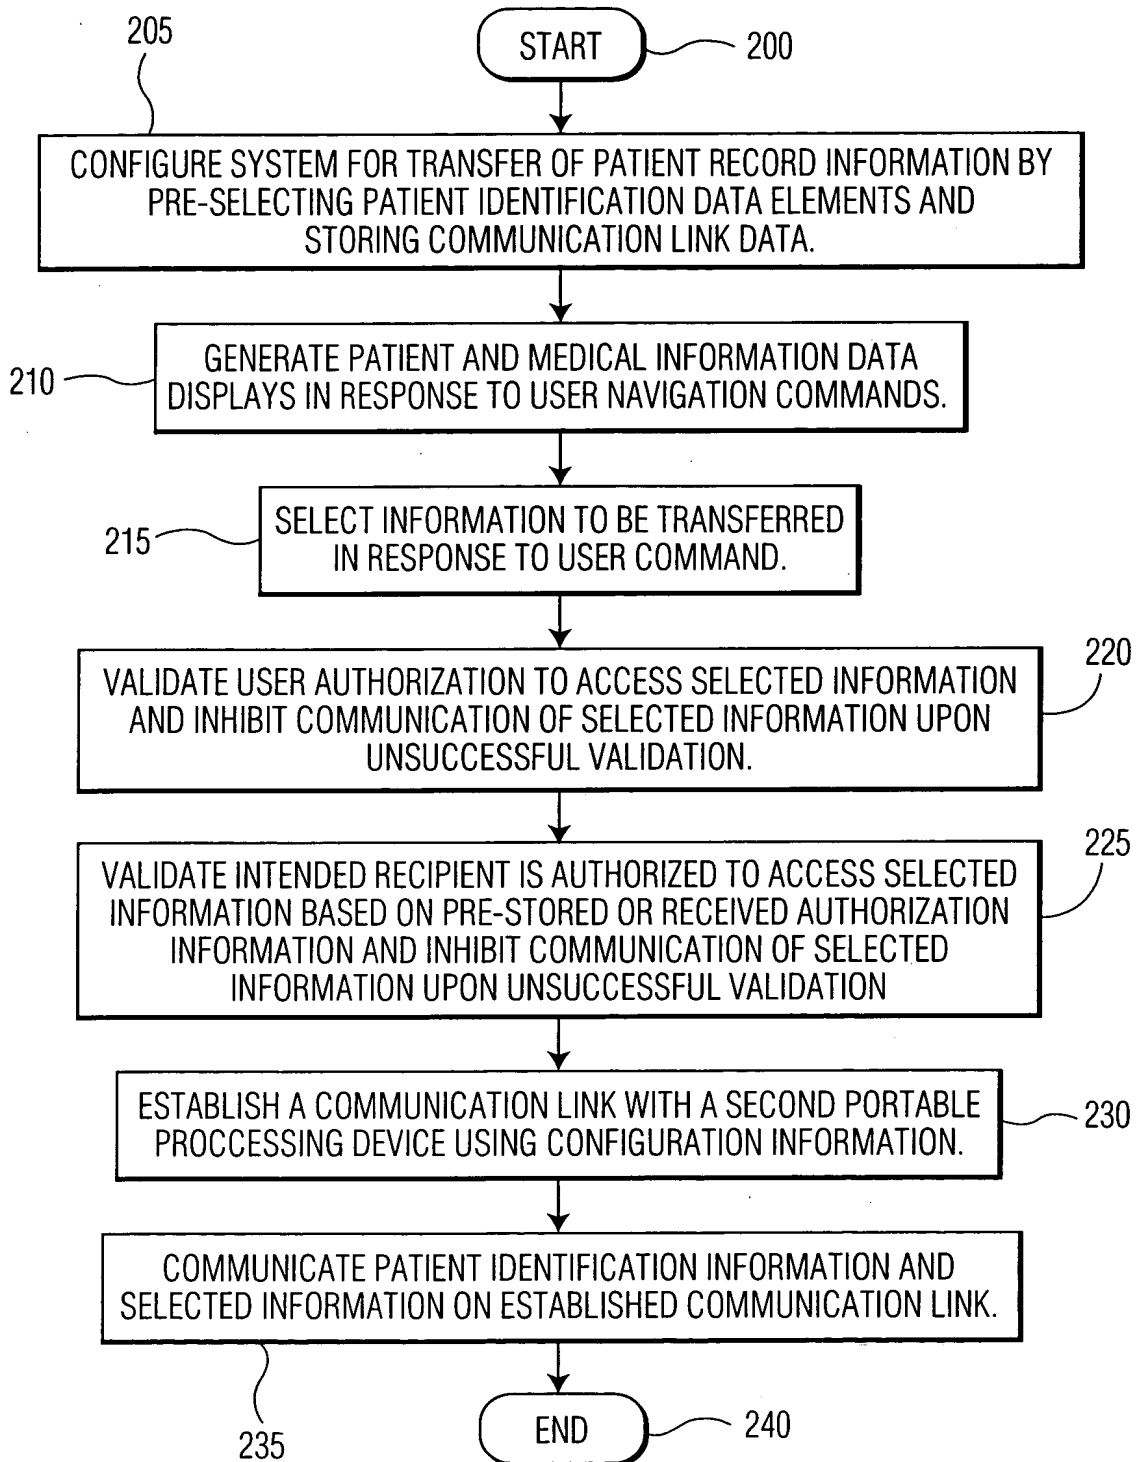 205
START
200
CONFIGURE SYSTEM FOR TRANSFER OF PATIENT RECORD INFORMATION BY
PRE-SELECTING PATIENT IDENTIFICATION DATA ELEMENTS AND
STORING COMMUNICATION LINK DATA.
210
GENERATE PATIENT AND MEDICAL INFORMATION DATA
DISPLAYS IN RESPONSE TO USER NAVIGATION COMMANDS.
215
SELECT INFORMATION TO BE TRANSFERRED
IN RESPONSE TO USER COMMAND.
220
VALIDATE USER AUTHORIZATION TO ACCESS SELECTED INFORMATION
AND INHIBIT COMMUNICATION OF SELECTED INFORMATION UPON
UNSUCCESSFUL VALIDATION.
225
VALIDATE INTENDED RECIPIENT IS AUTHORIZED TO ACCESS SELECTED
INFORMATION BASED ON PRE-STORED OR RECEIVED AUTHORIZATION
INFORMATION AND INHIBIT COMMUNICATION OF SELECTED
INFORMATION UPON UNSUCCESSFUL VALIDATION
ESTABLISH A COMMUNICATION LINK WITH A SECOND PORTABLE
PROCCESSING DEVICE USING CONFIGURATION INFORMATION.
230
COMMUNICATE PATIENT IDENTIFICATION INFORMATION AND
SELECTED INFORMATION ON ESTABLISHED COMMUNICATION LINK.
235
END
240